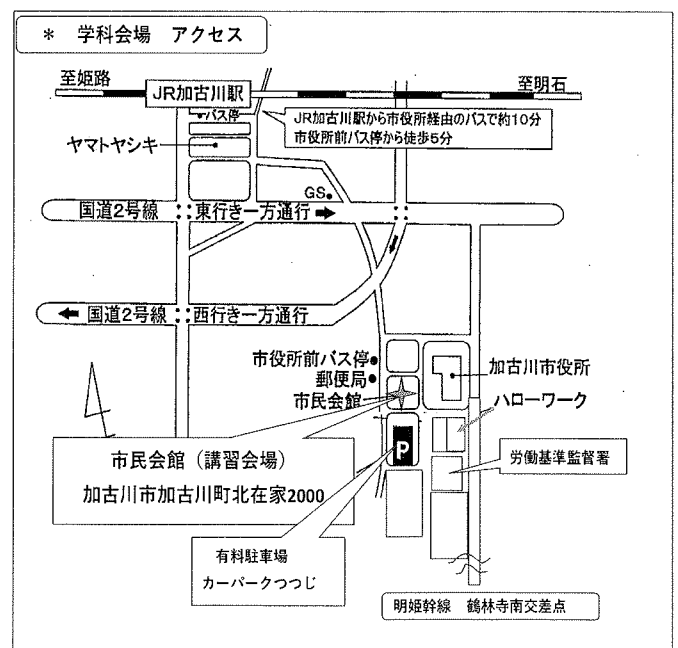 * 学科会場 アクセス
至姫路
至明石
JR加古川駅
バス停
JR加古川駅から市役所経由のバスで約10分
市役所前バス停から徒歩5分
ヤマトヤシキ
GS
国道2号線 東行き一方通行
国道2号線 西行き一方通行
市役所前バス停
郵便局
市民会館
加古川市役所
ハローワーク
労働基準監督署
市民会館（講習会場）
加古川市加古川町北在家2000
P
有料駐車場
カーパークつつじ
明姫幹線 鶴林寺南交差点